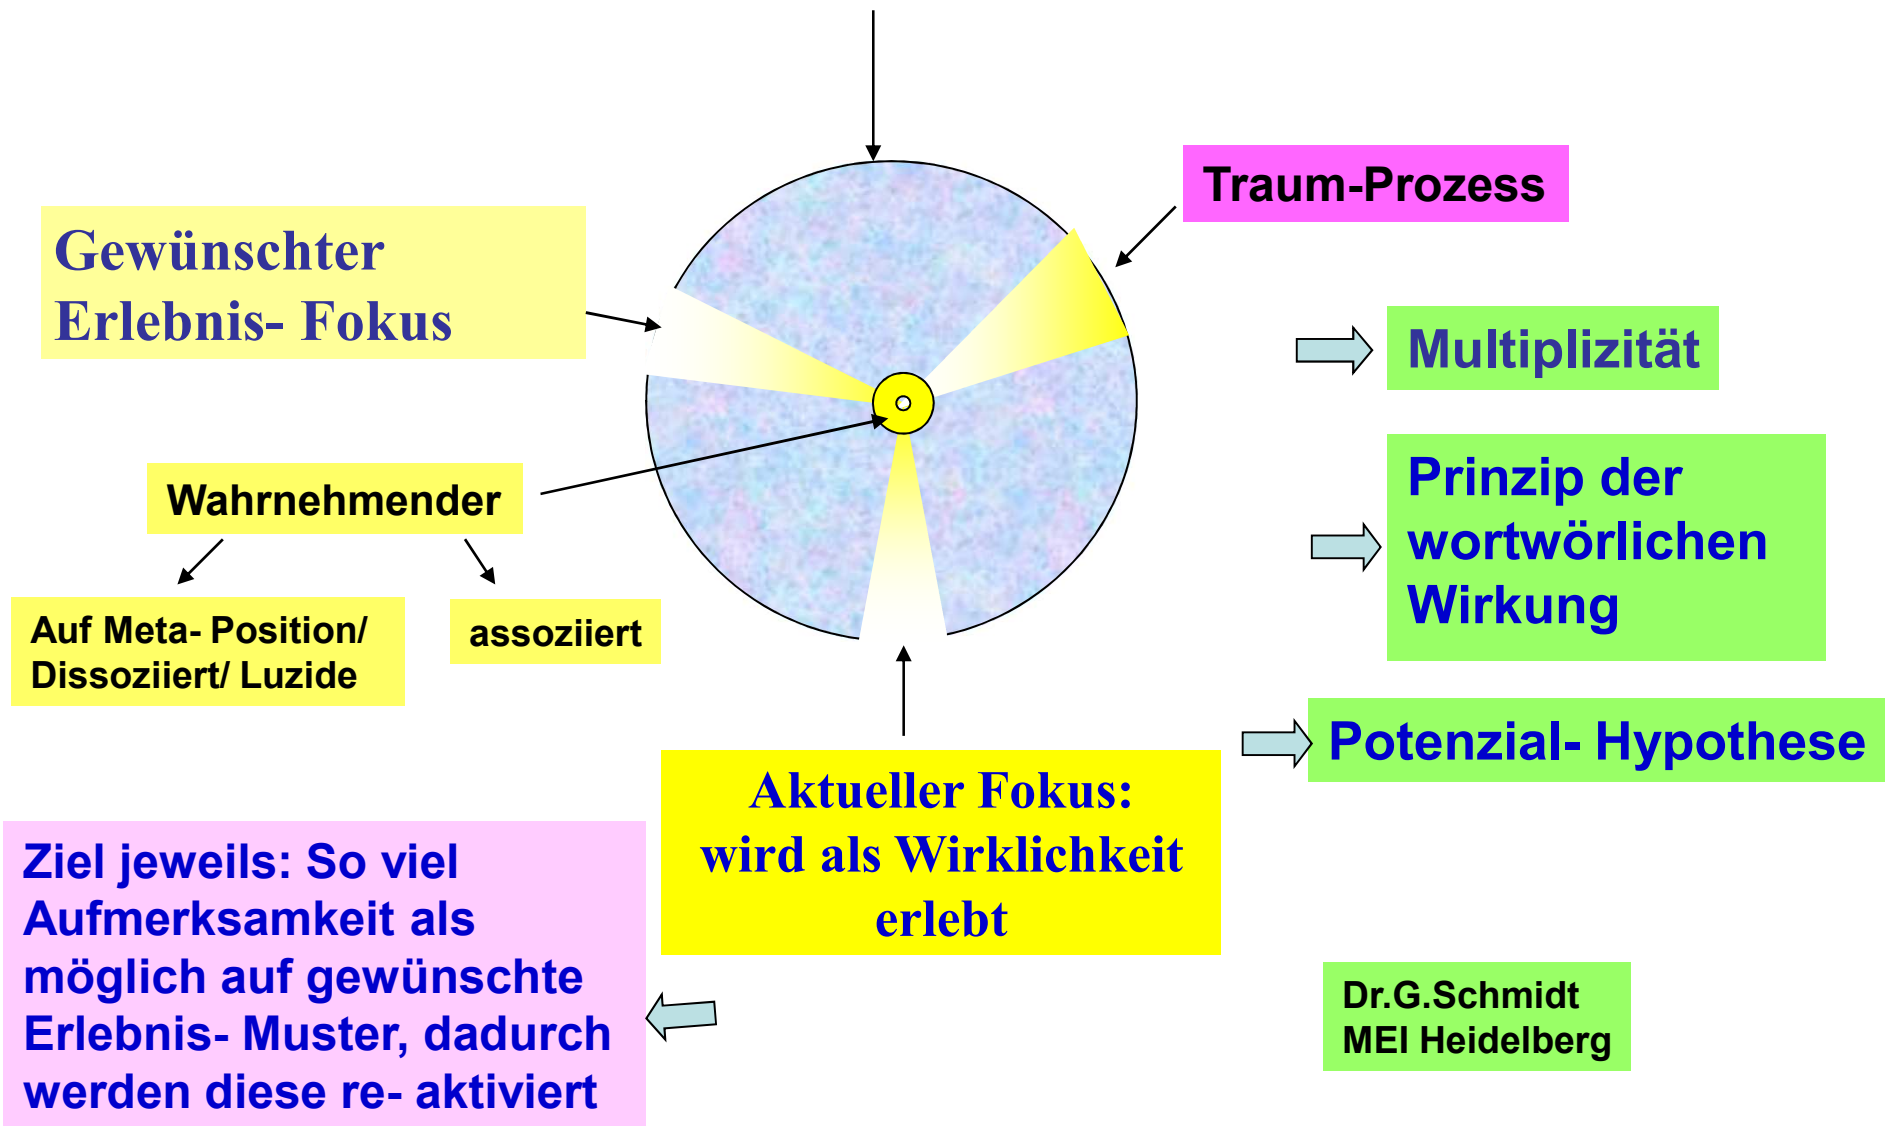 Traum-Prozess
Gewünschter
Erlebnis- Fokus
Multiplizität
Wahrnehmender
Prinzip der
wortwörlichen
Wirkung
Auf Meta- Position/
Dissoziiert/ Luzide
assoziiert
Potenzial- Hypothese
Aktueller Fokus:
wird als Wirklichkeit
erlebt
Ziel jeweils: So viel
Aufmerksamkeit als
möglich auf gewünschte
Erlebnis- Muster, dadurch
werden diese re- aktiviert
Dr.G.Schmidt
MEI Heidelberg